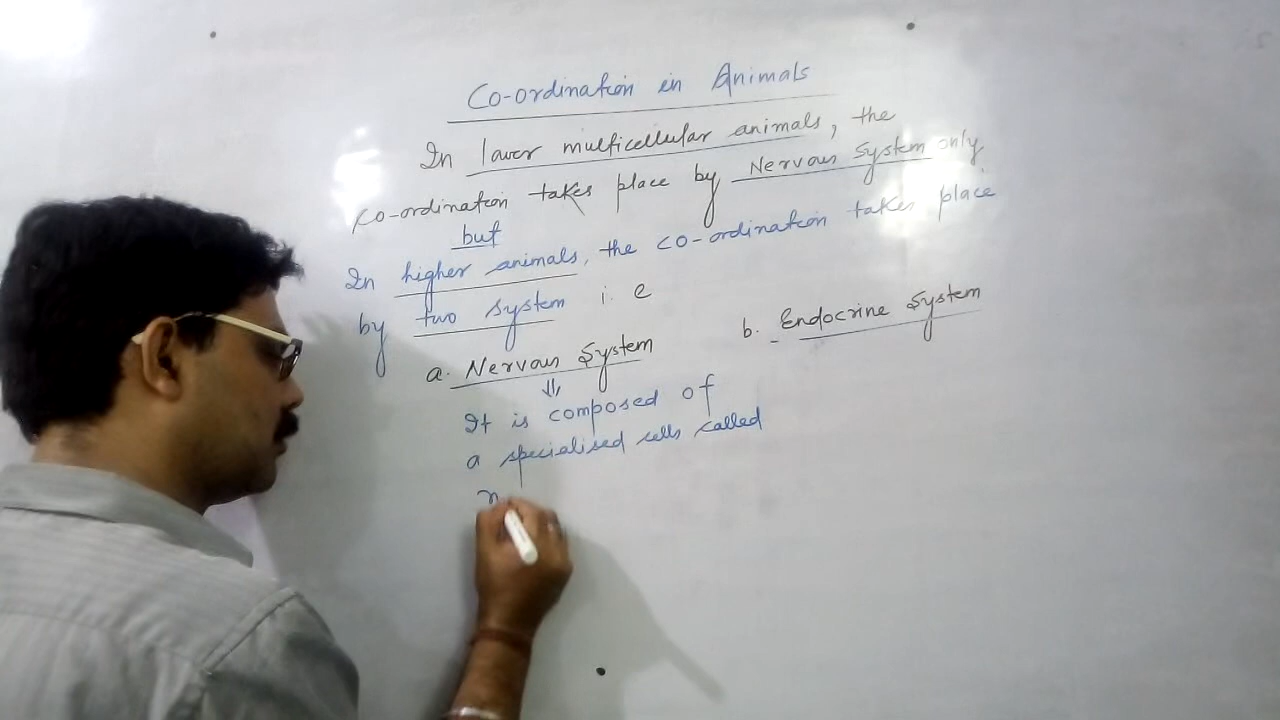 Co-ordination in Animals
In lower multicellular animals, the
co-ordination takes place by Nervous System only
but
In higher animals, the co-ordination takes place
by two system i.e
a. Nervous System b. Endocrine System
⇓
It is composed of
a specialised cells called
n